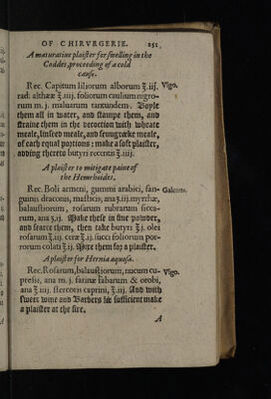 OF CHIRVRGERIE. 251
A maturatiue plaister for swelling in the
Coddes, proceeding of a cold
cause.
Rec. Capitum liliorum alborum ℥.iiſ. Vigo.
rad: altheæ ℥.iiij. foliorum caulium nigro-
rum m. j. maluarum tantundem. Boyle
them all in water, and stampe them, and
straine them in the decoction with wheate
meale, linseed meale, and fenugreeke meale,
of each equal portions: make a soft plaister,
adding thereto butyri recentis ℥.iiij.
A plaister to mitigate paine of
the Hemrhoides.
Rec. Boli armeni, gummi arabici, san- Galenus.
guinis draconis, mastheis, ana ʒ.iij. myrrhæ,
balaustiorum, rosarum rubrarum sicca-
rum, ana ʒ.ij. Make these in fine powder,
and searce them, then take butyri ℥.j. olei
rosarum ℥.iij. ceræ ℥.ij. succi foliorum por-
rorum colati ℥.ij. Mixe them for a plaister.
A plaister for Hernia aquosa.
Rec. Rosarum, balaustiorum, nucum cu- Vigo.
pressi, ana m. j. farinæ fabarum & orobi,
ana ℥.iij. stercoris caprini, ℥.iij. And with
sweet wine and Barbers lie sufficient make
a plaister at the fire.
A